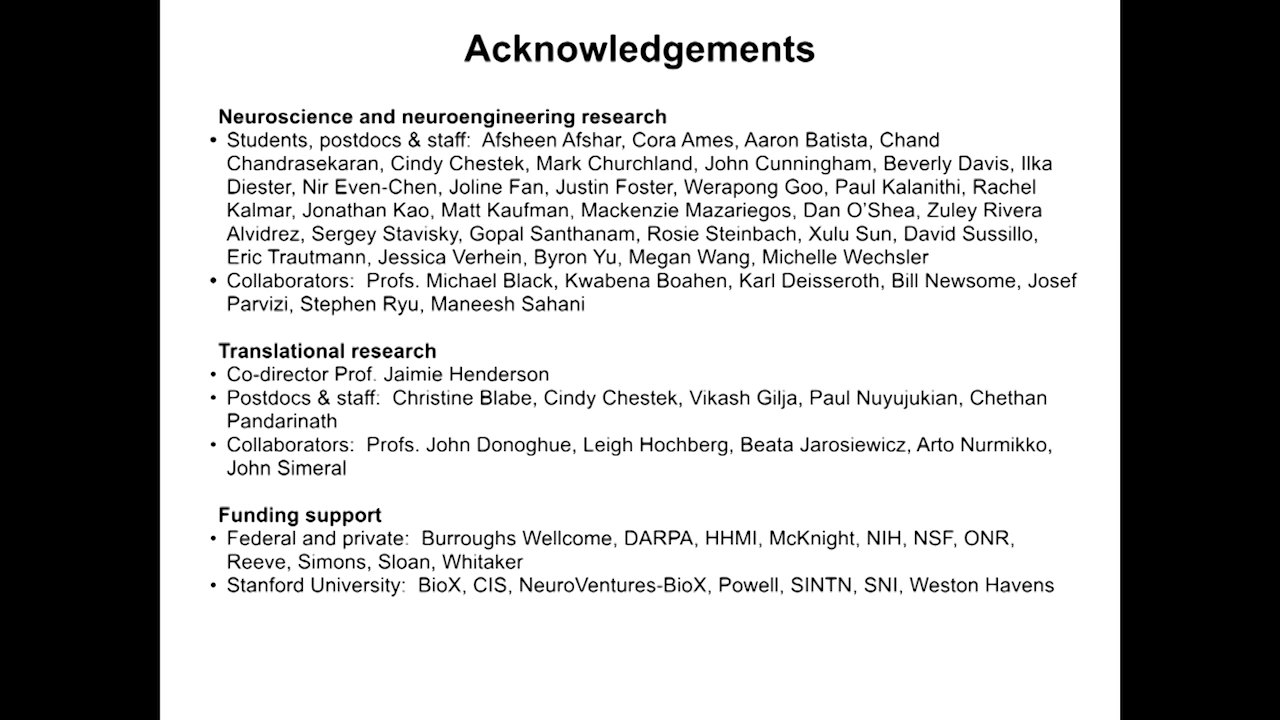 Acknowledgements
Neuroscience and neuroengineering research
• Students, postdocs & staff: Afsheen Afshar, Cora Ames, Aaron Batista, Chand
Chandrasekaran, Cindy Chestek, Mark Churchland, John Cunningham, Beverly Davis, Ilka
Diester, Nir Even-Chen, Joline Fan, Justin Foster, Werapong Goo, Paul Kalanithi, Rachel
Kalmar, Jonathan Kao, Matt Kaufman, Mackenzie Mazariegos, Dan O'Shea, Zuley Rivera
Alvidrez, Sergey Stavisky, Gopal Santhanam, Rosie Steinbach, Xulu Sun, David Sussillo,
Eric Trautmann, Jessica Verhein, Byron Yu, Megan Wang, Michelle Wechsler
• Collaborators: Profs. Michael Black, Kwabena Boahen, Karl Deisseroth, Bill Newsome, Josef
Parvizi, Stephen Ryu, Maneesh Sahani
Translational research
• Co-director Prof. Jaimie Henderson
• Postdocs & staff: Christine Blabe, Cindy Chestek, Vikash Gilja, Paul Nuyujukian, Chethan
Pandarinath
• Collaborators: Profs. John Donoghue, Leigh Hochberg, Beata Jarosiewicz, Arto Nurmikko,
John Simeral
Funding support
• Federal and private: Burroughs Wellcome, DARPA, HHMI, McKnight, NIH, NSF, ONR,
Reeve, Simons, Sloan, Whitaker
• Stanford University: BioX, CIS, NeuroVentures-BioX, Powell, SINTN, SNI, Weston Havens